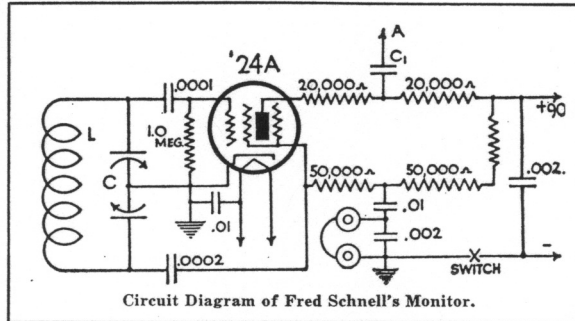 A
'24A
C1
.0001
20,000Ω
20,000Ω
+90
L
1.0
MEG.
C
50,000Ω
50,000Ω
.002.
.01
.01
.002
.0002
-
SWITCH
Circuit Diagram of Fred Schnell's Monitor.